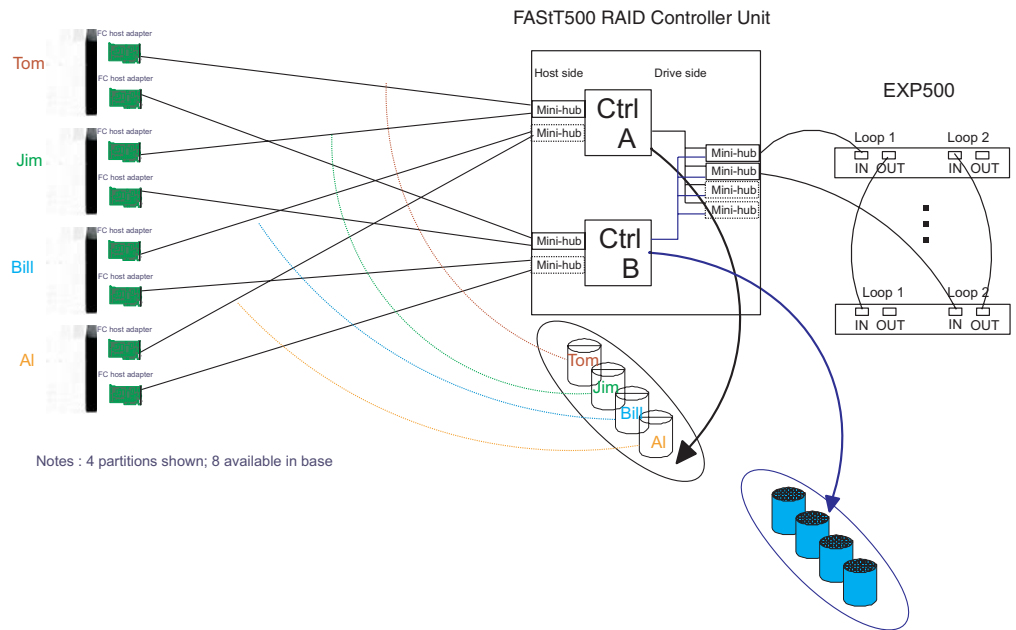 FAStT500 RAID Controller Unit
FC host adapter
Tom
FC host adapter
FC host adapter
Jim
FC host adapter
FC host adapter
Bill
FC host adapter
FC host adapter
Al
FC host adapter
Host side
Drive side
Mini-hub
Mini-hub
Ctrl
A
Mini-hub
Mini-hub
Mini-hub
Mini-hub
Mini-hub
Mini-hub
Ctrl
B
EXP500
Loop 1
Loop 2
IN OUT
IN OUT
Loop 1
Loop 2
IN OUT
IN OUT
Tom
Jim
Bill
Al
Notes : 4 partitions shown; 8 available in base